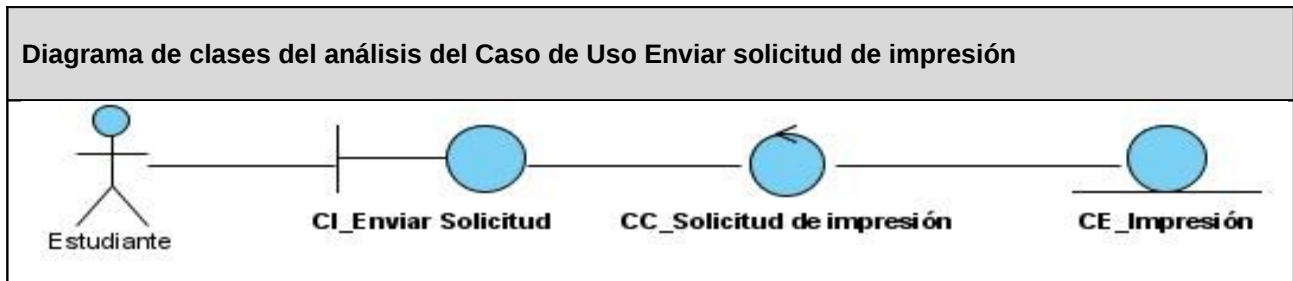 Diagrama de clases del análisis del Caso de Uso Enviar solicitud de impresión
Estudiante
CI_Enviar Solicitud
CC_Solicitud de impresión
CE_Impresión